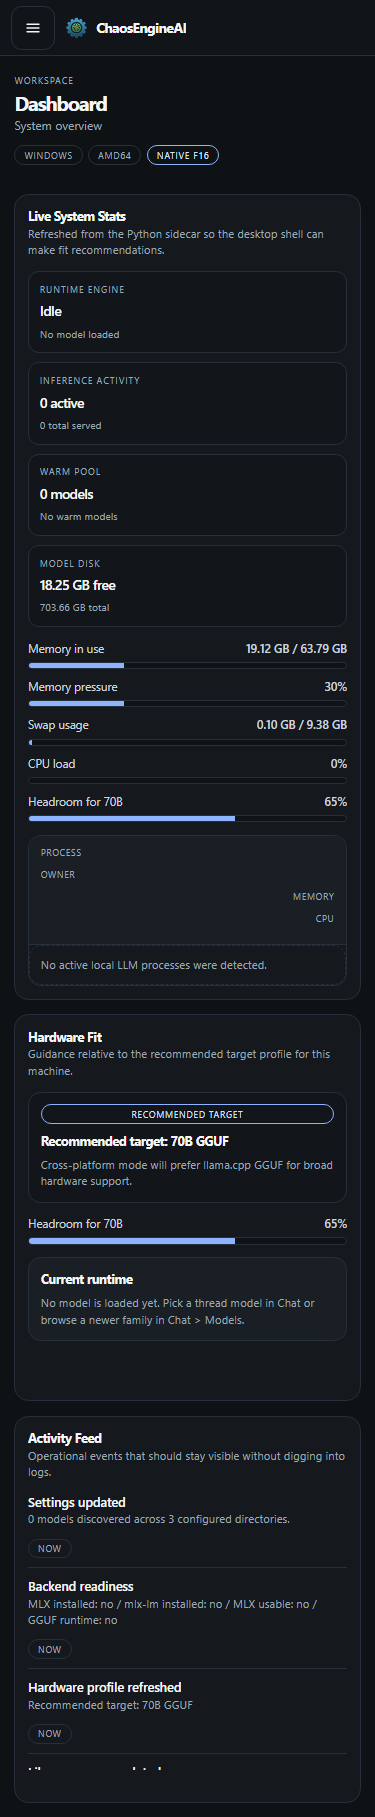 ChaosEngineAI
WORKSPACE
Dashboard
System overview
WINDOWS AMD64 NATIVE F16
Live System Stats
Refreshed from the Python sidecar so the desktop shell can
make fit recommendations.
RUNTIME ENGINE
Idle
No model loaded
INFERENCE ACTIVITY
0 active
0 total served
WARM POOL
0 models
No warm models
MODEL DISK
18.25 GB free
703.66 GB total
Memory in use 19.12 GB / 63.79 GB
Memory pressure 30%
Swap usage 0.10 GB / 9.38 GB
CPU load 0%
Headroom for 70B 65%
PROCESS
OWNER
MEMORY
CPU
No active local LLM processes were detected.
Hardware Fit
Guidance relative to the recommended target profile for this
machine.
RECOMMENDED TARGET
Recommended target: 70B GGUF
Cross-platform mode will prefer llama.cpp GGUF for broad
hardware support.
Headroom for 70B 65%
Current runtime
No model is loaded yet. Pick a thread model in Chat or
browse a newer family in Chat > Models.
Activity Feed
Operational events that should stay visible without digging into
logs.
Settings updated
0 models discovered across 3 configured directories.
NOW
Backend readiness
MLX installed: no / mlx-lm installed: no / MLX usable: no /
GGUF runtime: no
NOW
Hardware profile refreshed
Recommended target: 70B GGUF
NOW